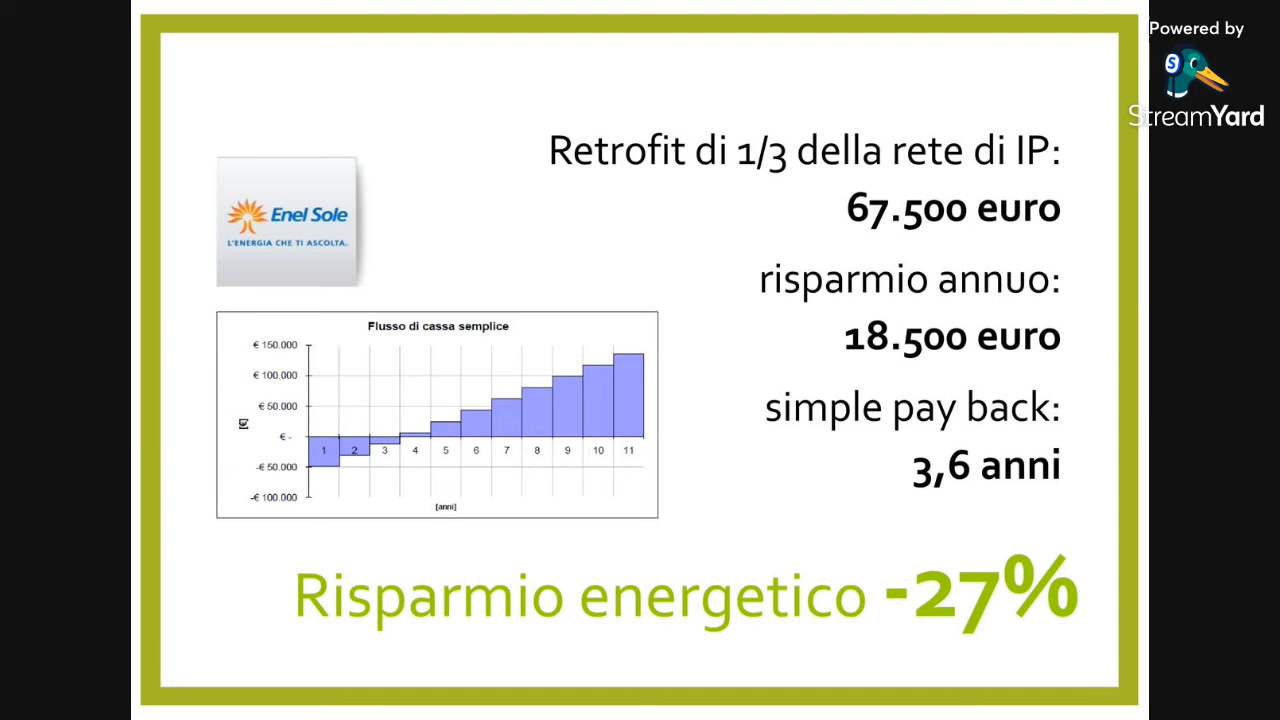 Powered by
StreamYard
Retrofit di 1/3 della rete di IP:
67.500 euro
Enel Sole
L'ENERGIA CHE TI ASCOLTA.
risparmio annuo:
18.500 euro
simple pay back:
3,6 anni
Flusso di cassa semplice
€ 150.000
€ 100.000
€ 50.000
€ -
-€ 50.000
-€ 100.000
[€]
1 2 3 4 5 6 7 8 9 10 11
[anni]
Risparmio energetico -27%